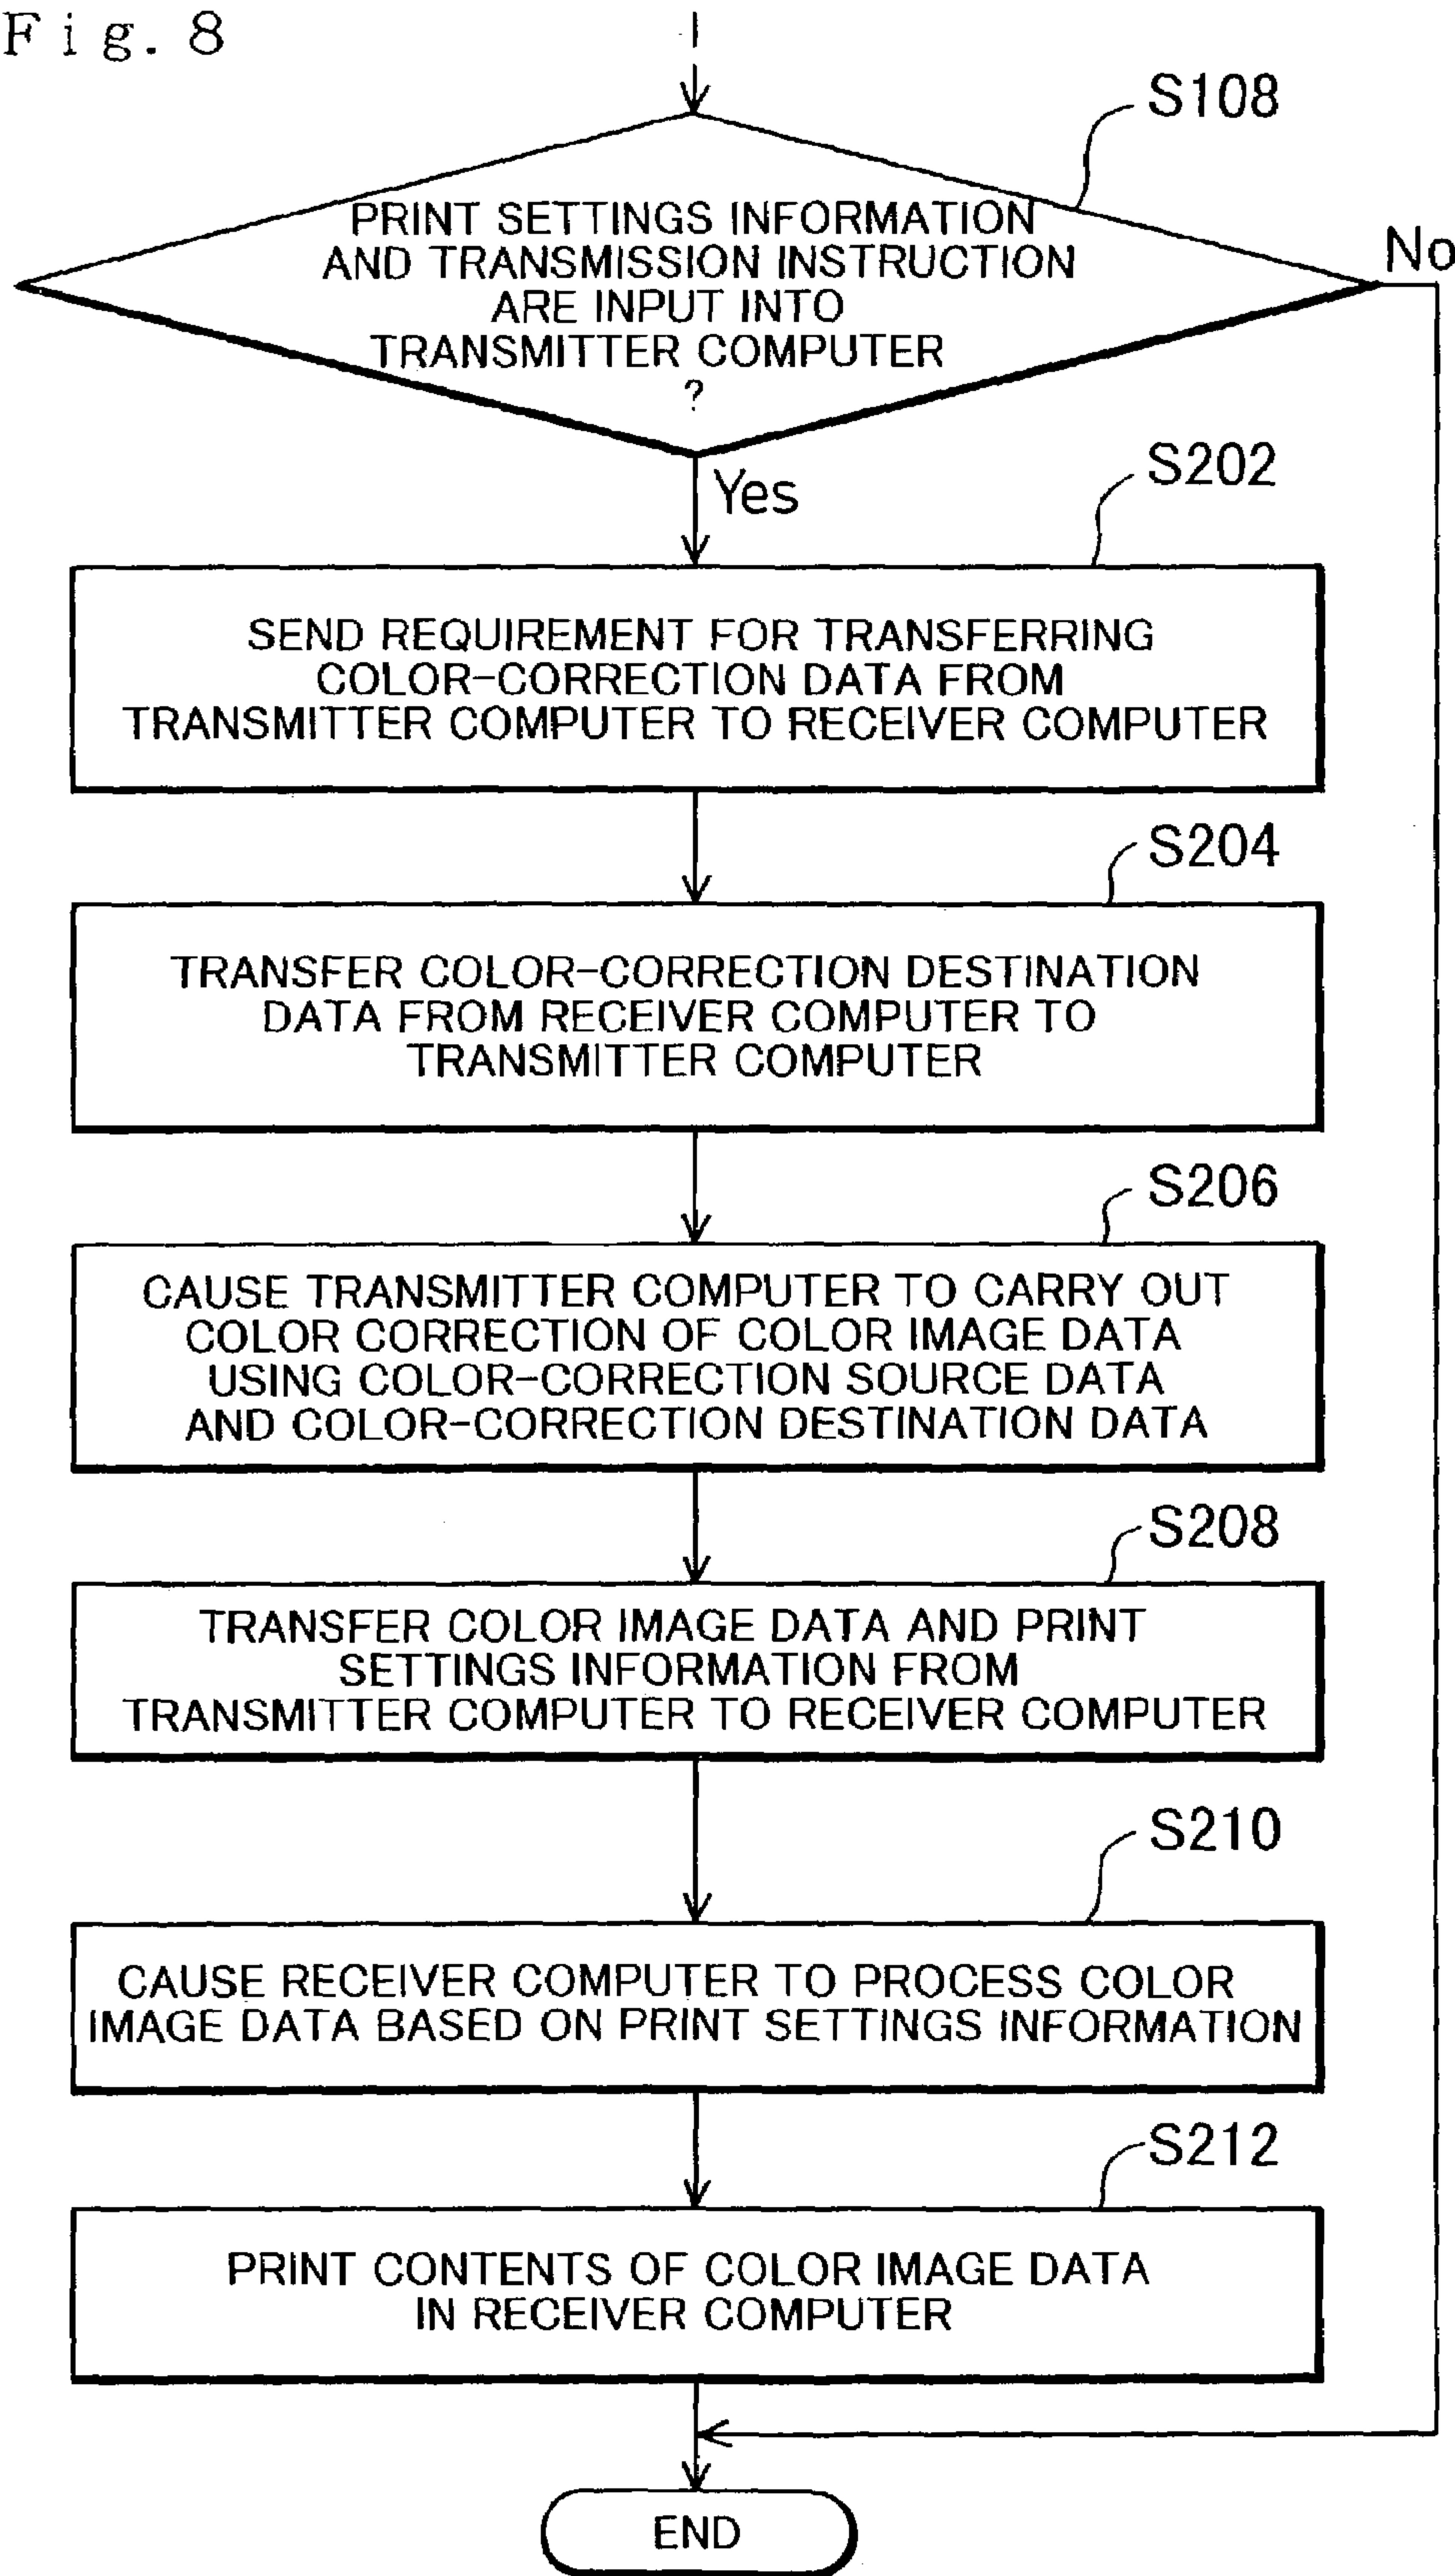 Fig. 8
S108
PRINT SETTINGS INFORMATION
AND TRANSMISSION INSTRUCTION
ARE INPUT INTO
TRANSMITTER COMPUTER
?
No
Yes
S202
SEND REQUIREMENT FOR TRANSFERRING
COLOR-CORRECTION DATA FROM
TRANSMITTER COMPUTER TO RECEIVER COMPUTER
S204
TRANSFER COLOR-CORRECTION DESTINATION
DATA FROM RECEIVER COMPUTER TO
TRANSMITTER COMPUTER
S206
CAUSE TRANSMITTER COMPUTER TO CARRY OUT
COLOR CORRECTION OF COLOR IMAGE DATA
USING COLOR-CORRECTION SOURCE DATA
AND COLOR-CORRECTION DESTINATION DATA
S208
TRANSFER COLOR IMAGE DATA AND PRINT
SETTINGS INFORMATION FROM
TRANSMITTER COMPUTER TO RECEIVER COMPUTER
S210
CAUSE RECEIVER COMPUTER TO PROCESS COLOR
IMAGE DATA BASED ON PRINT SETTINGS INFORMATION
S212
PRINT CONTENTS OF COLOR IMAGE DATA
IN RECEIVER COMPUTER
END